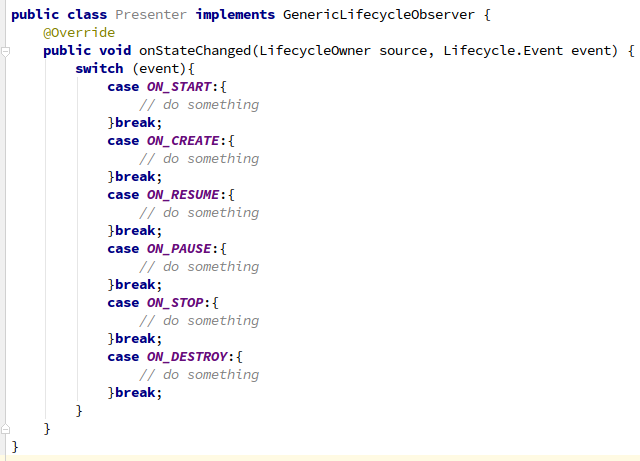 public class Presenter implements GenericLifecycleObserver {
    @Override
    public void onStateChanged(LifecycleOwner source, Lifecycle.Event event) {
        switch (event){
            case ON_START:{
                // do something
            }break;
            case ON_CREATE:{
                // do something
            }break;
            case ON_RESUME:{
                // do something
            }break;
            case ON_PAUSE:{
                // do something
            }break;
            case ON_STOP:{
                // do something
            }break;
            case ON_DESTROY:{
                // do something
            }break;
        }
    }
}